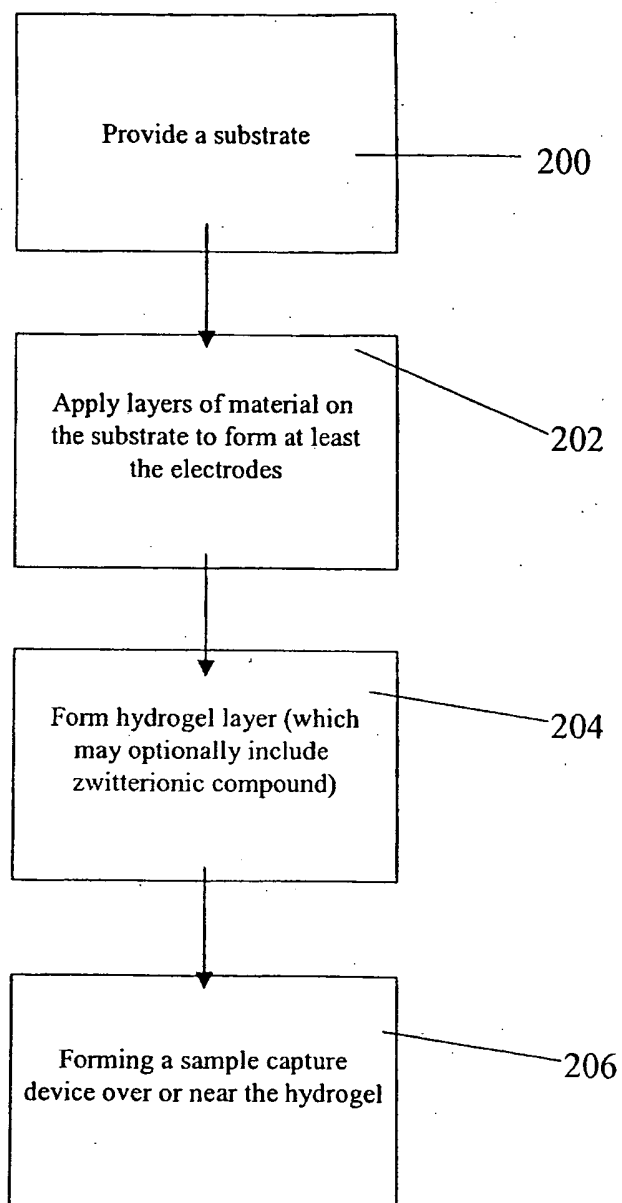 Provide a substrate
200
Apply layers of material on
the substrate to form at least
the electrodes
202
Form hydrogel layer (which
may optionally include
zwitterionic compound)
204
Forming a sample capture
device over or near the hydrogel
206